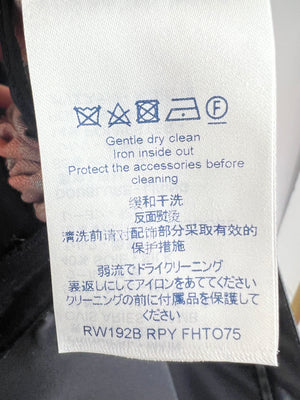 Gentle dry clean
Iron inside out
Protect the accessories before
cleaning
缓和干洗
反面熨烫
清洗前请对配饰部分采取有效的
保护措施
弱流でドライクリーニング
裏返しにしてアイロンをあててください
クリーニングの前に付属品を保護して
ください
RW192B RPY FHTO75